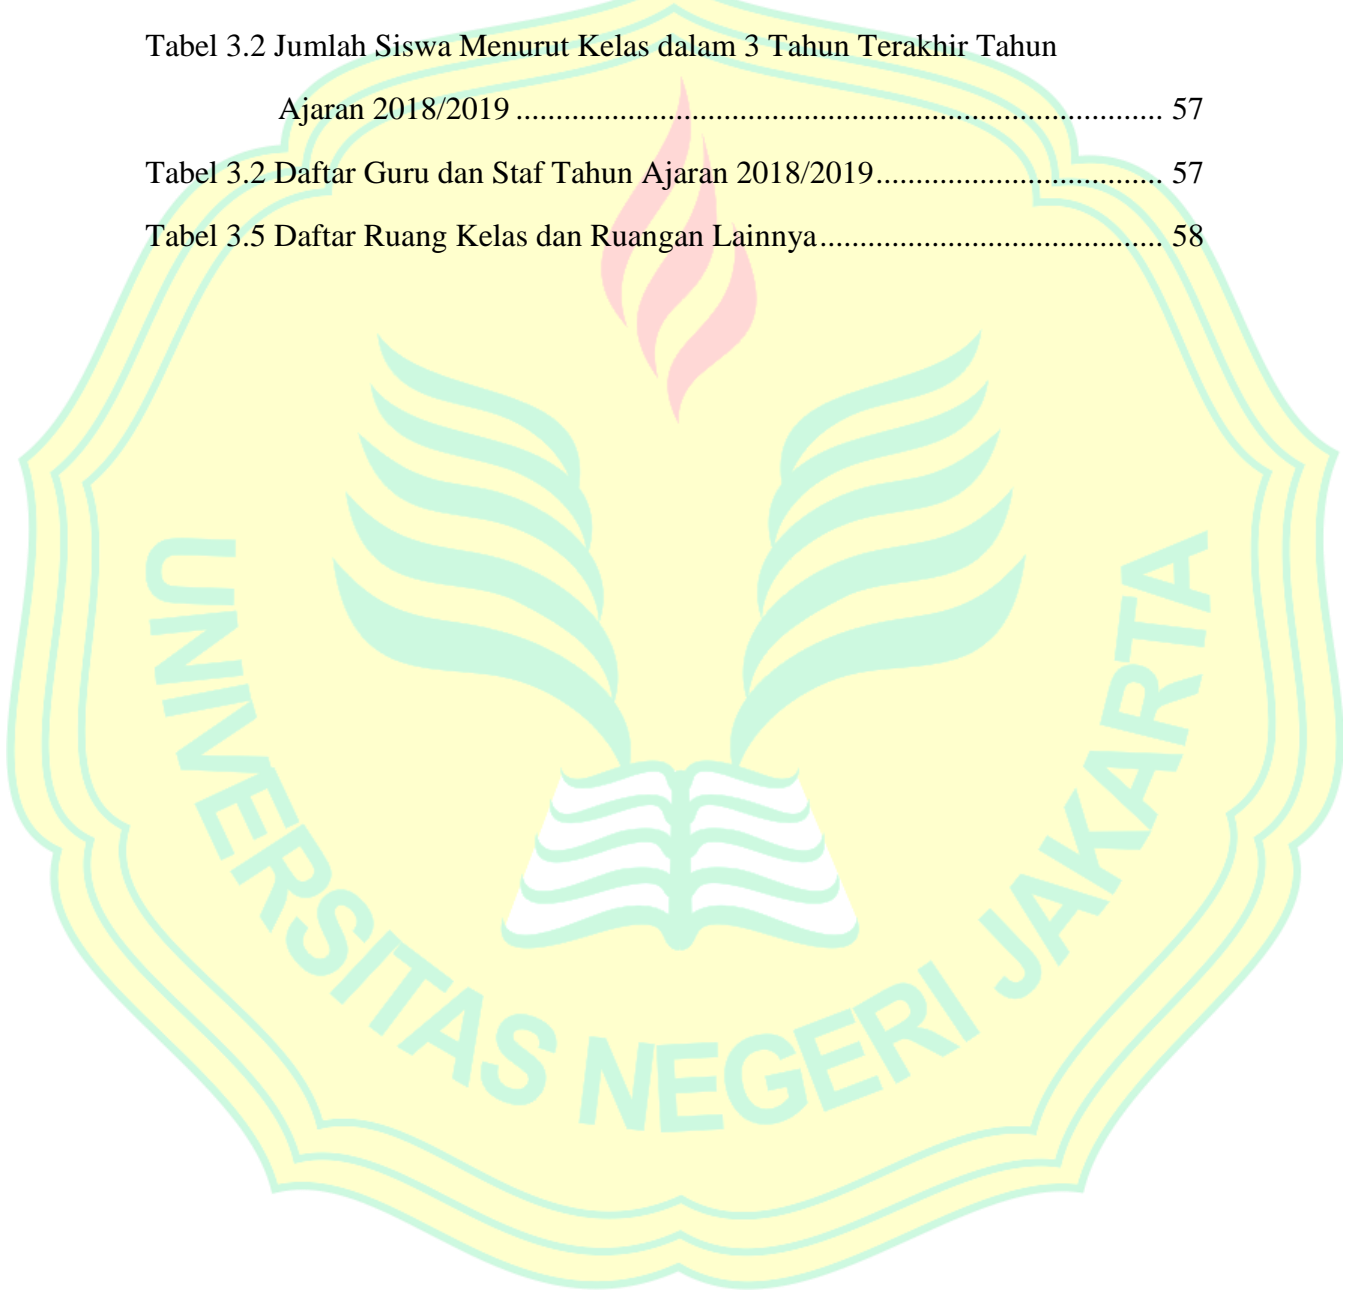 Tabel 3.2 Jumlah Siswa Menurut Kelas dalam 3 Tahun Terakhir Tahun
Ajaran 2018/2019 ................................................................................. 57
Tabel 3.2 Daftar Guru dan Staf Tahun Ajaran 2018/2019.................................... 57
Tabel 3.5 Daftar Ruang Kelas dan Ruangan Lainnya........................................... 58
UNIVERSITAS NEGERI JAKARTA